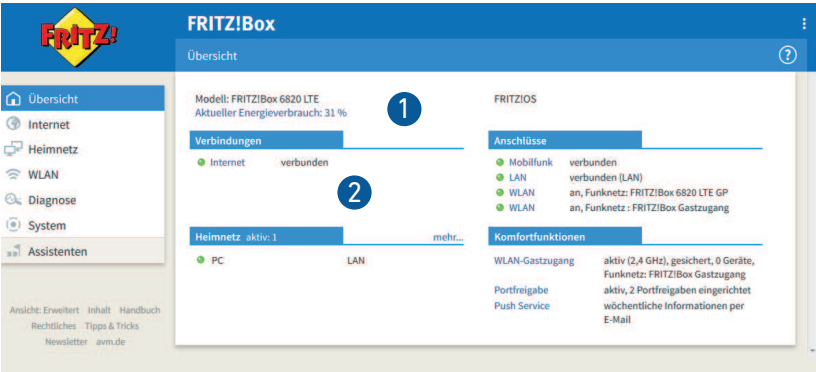 FRITZ!
FRITZ!Box
Übersicht
Übersicht
Internet
Heimnetz
WLAN
Diagnose
System
Assistenten
Ansicht: Erweitert Inhalt Handbuch
Rechtliches Tipps & Tricks
Newsletter avm.de
Modell: FRITZ!Box 6820 LTE
Aktueller Energieverbrauch: 31 %
1
FRITZ!OS
Verbindungen
Internet verbunden
2
Anschlüsse
Mobilfunk verbunden
LAN verbunden (LAN)
WLAN an, Funknetz: FRITZ!Box 6820 LTE GP
WLAN an, Funknetz : FRITZ!Box Gastzugang
Heimnetz aktiv: 1 mehr...
PC LAN
Komfortfunktionen
WLAN-Gastzugang aktiv (2,4 GHz), gesichert, 0 Geräte,
Funknetz: FRITZ!Box Gastzugang
Portfreigabe aktiv, 2 Portfreigaben eingerichtet
Push Service wöchentliche Informationen per
E-Mail